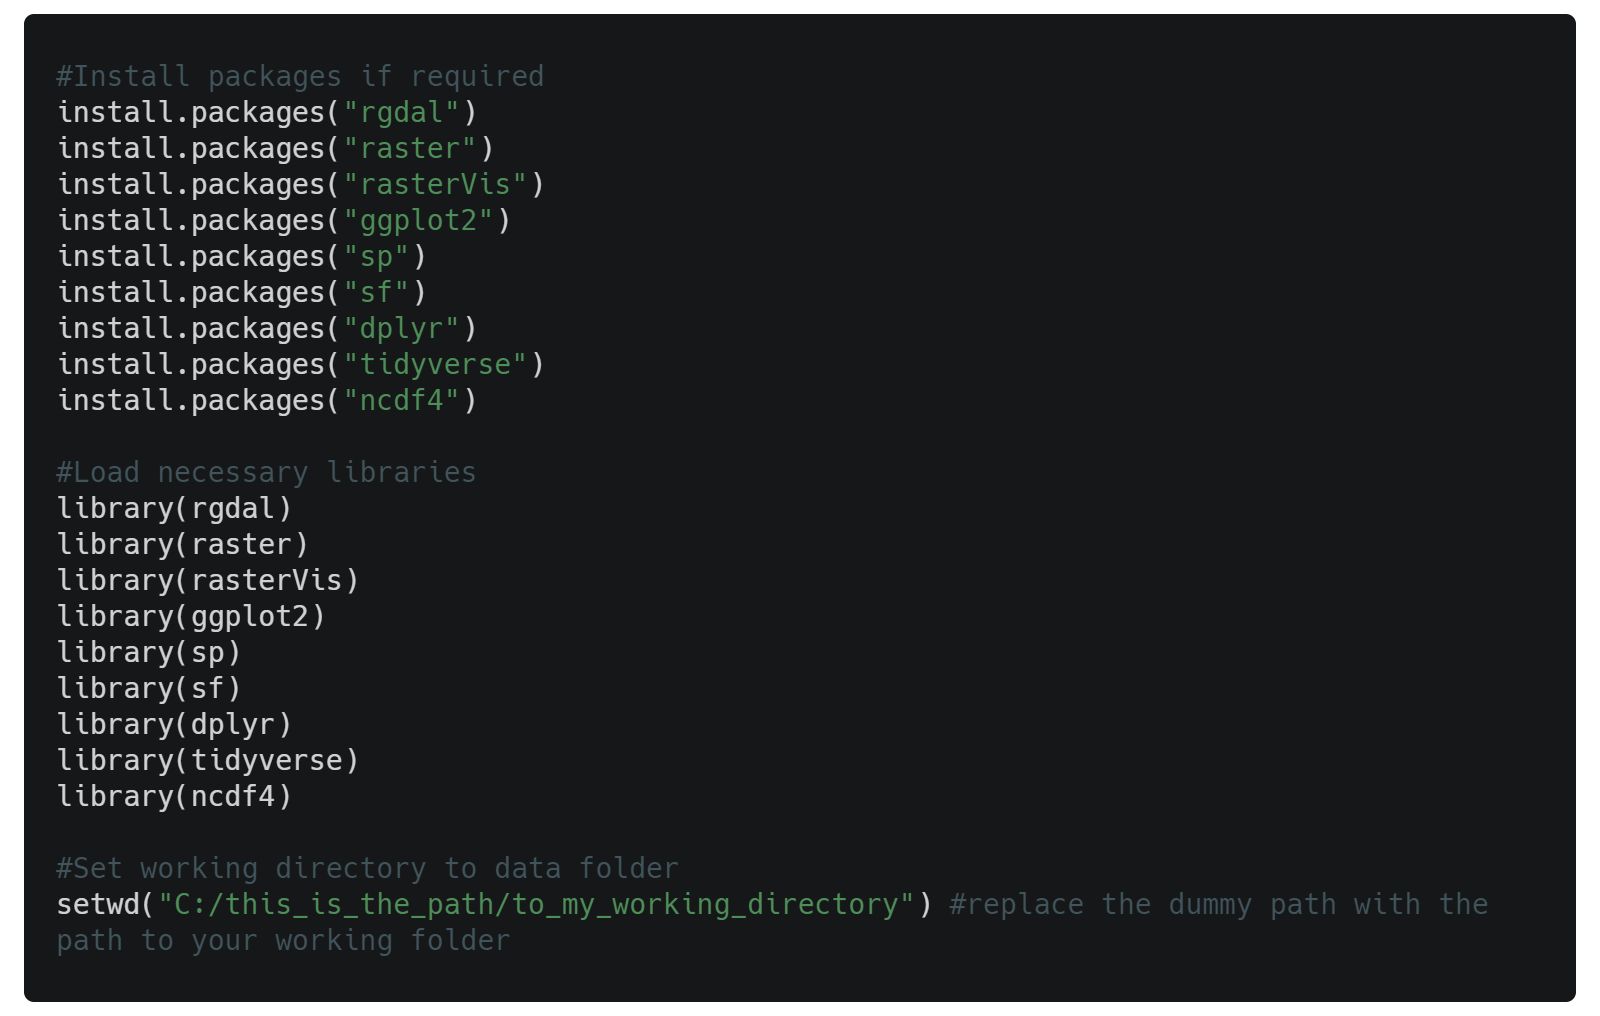 #Install packages if required
install.packages("rgdal")
install.packages("raster")
install.packages("rasterVis")
install.packages("ggplot2")
install.packages("sp")
install.packages("sf")
install.packages("dplyr")
install.packages("tidyverse")
install.packages("ncdf4")
#Load necessary libraries
library(rgdal)
library(raster)
library(rasterVis)
library(ggplot2)
library(sp)
library(sf)
library(dplyr)
library(tidyverse)
library(ncdf4)
#Set working directory to data folder
setwd("C:/this_is_the_path/to_my_working_directory") #replace the dummy path with the
path to your working folder